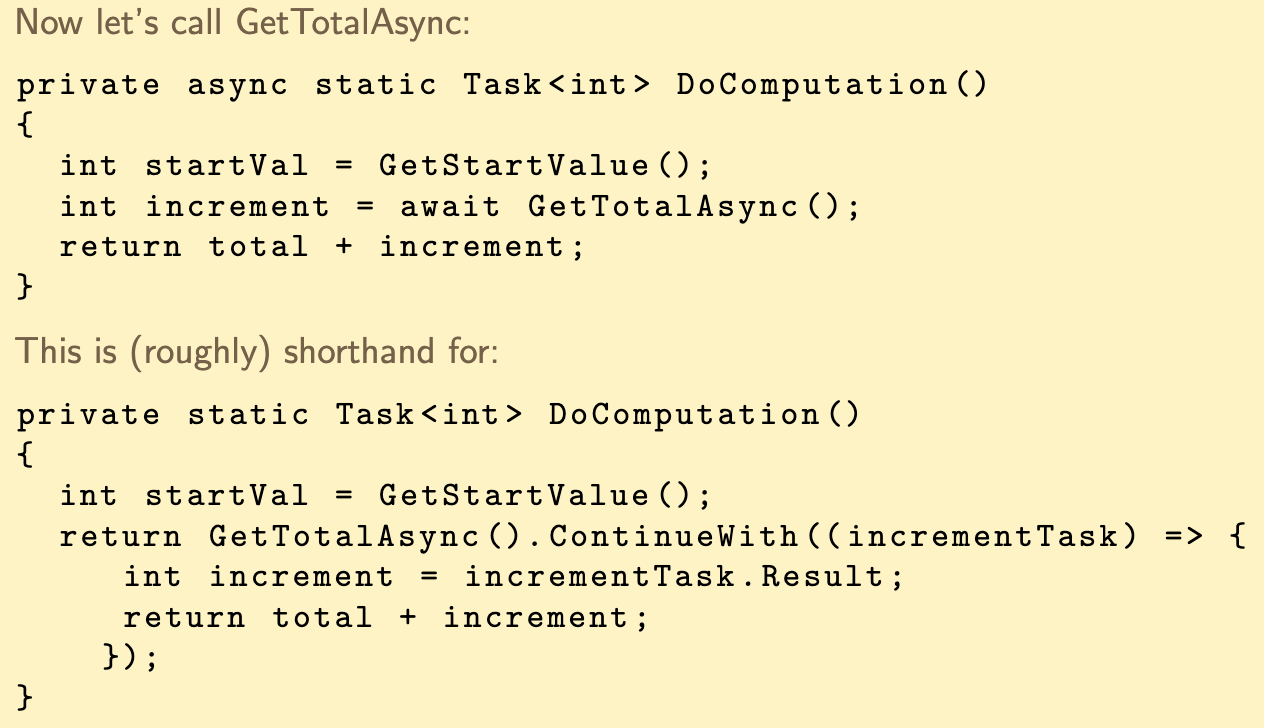 Now let's call GetTotalAsync:
private async static Task<int> DoComputation()
{
  int startVal = GetStartValue();
  int increment = await GetTotalAsync();
  return total + increment;
}
This is (roughly) shorthand for:
private static Task<int> DoComputation()
{
  int startVal = GetStartValue();
  return GetTotalAsync().ContinueWith((incrementTask) => {
     int increment = incrementTask.Result;
     return total + increment;
    });
}